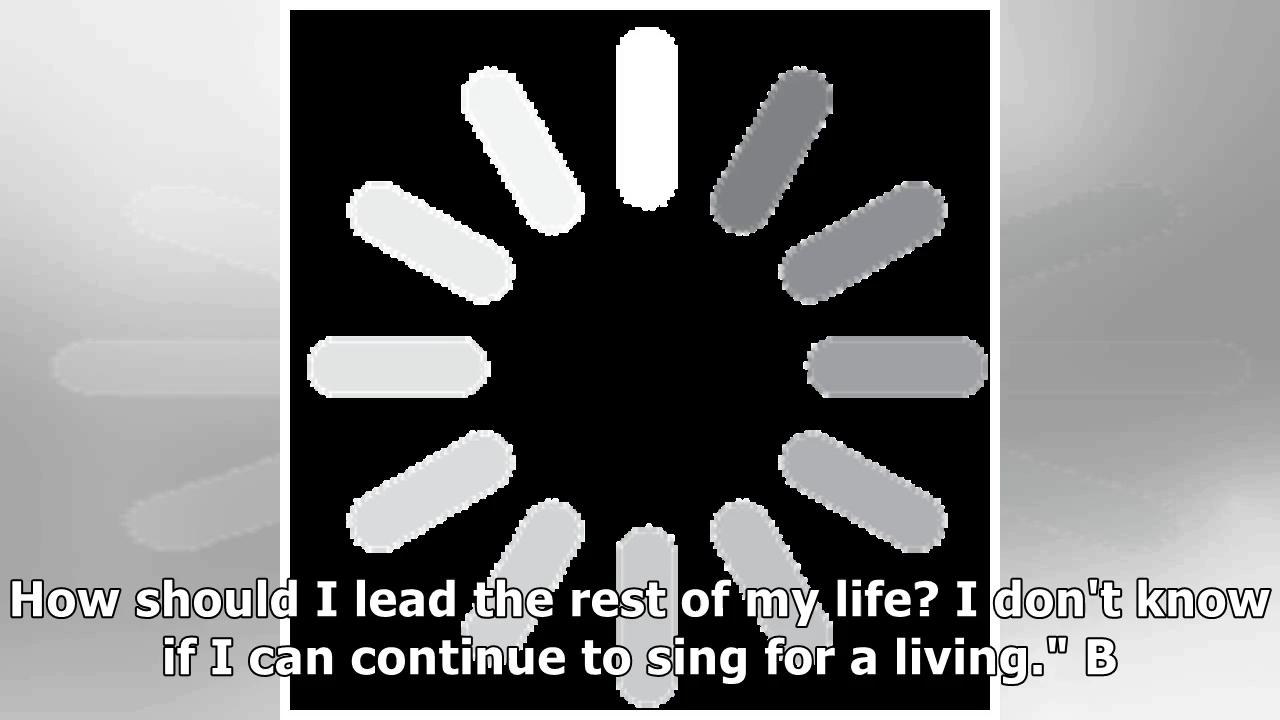 How should I lead the rest of my life? I don't know
if I can continue to sing for a living." B